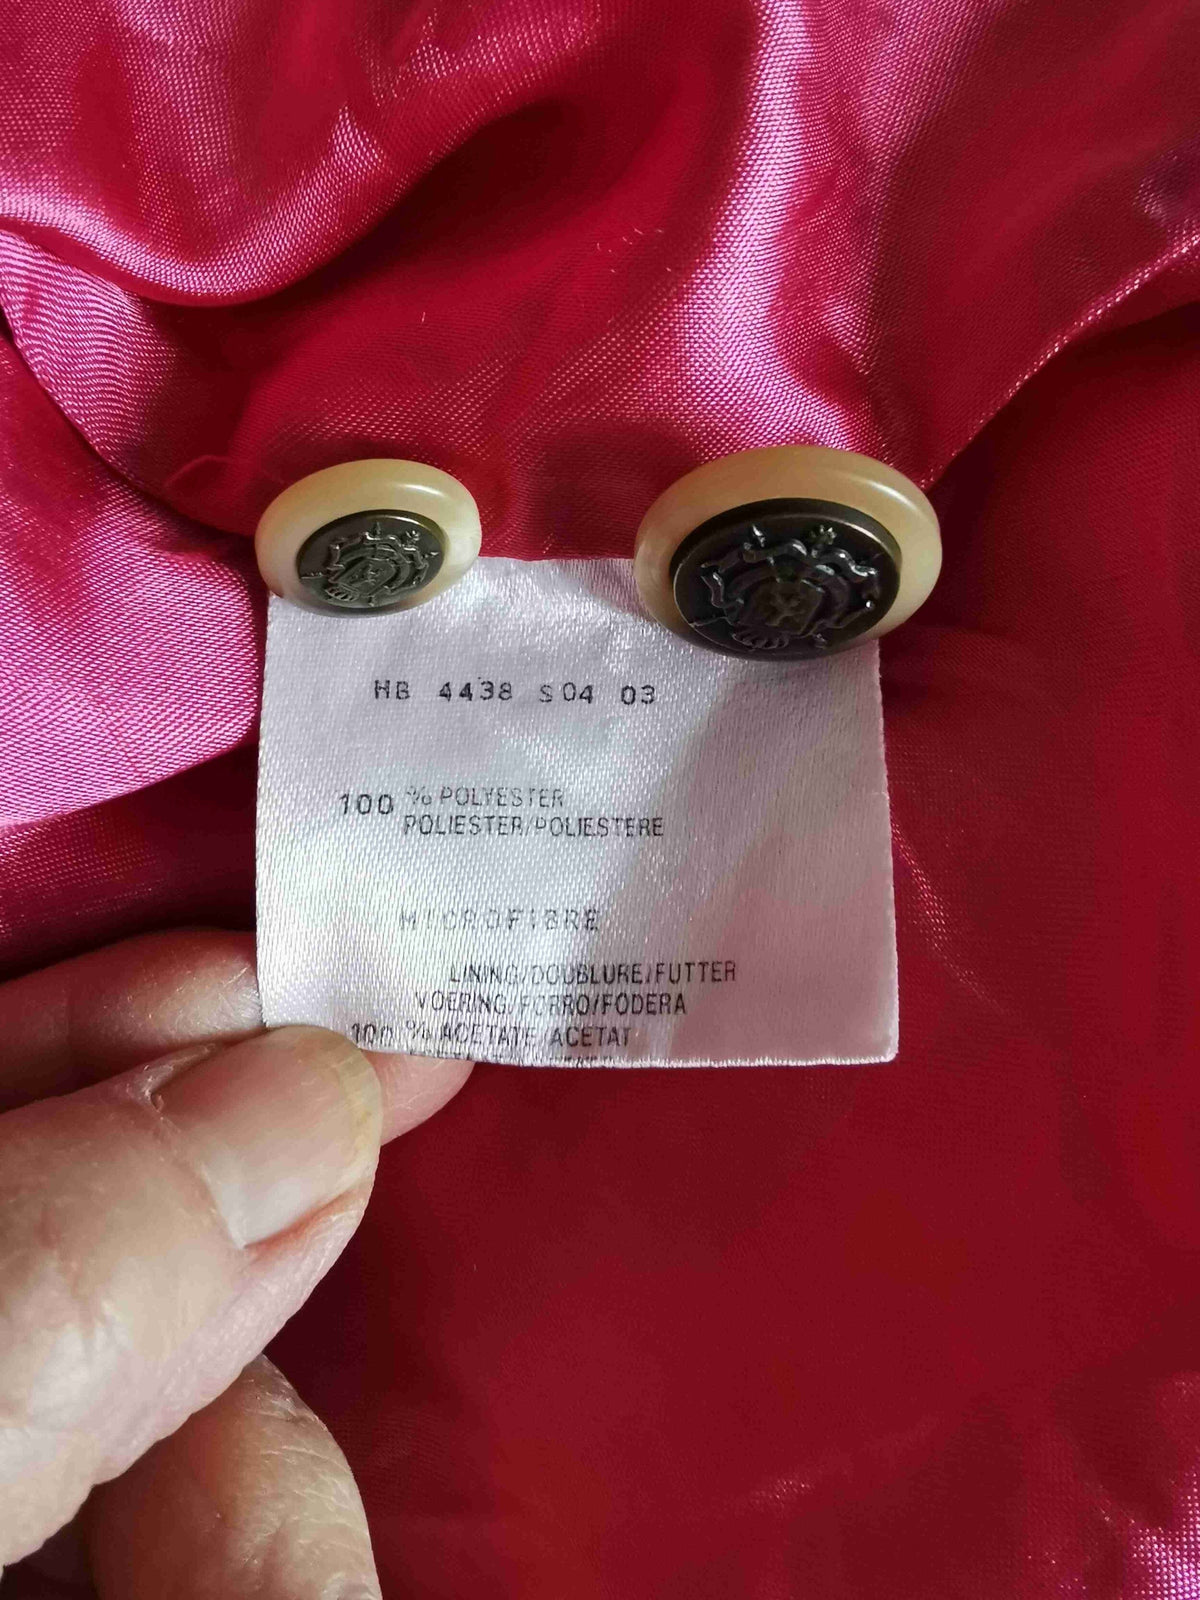 HB 4438 S04 03
100 % POLYESTER
POLIESTER/POLIESTERE
MICROFIBRE
LINING/DOUBLURE/FUTTER
VOERING/FORRO/FODERA
100 % ACETATE/ACETAT